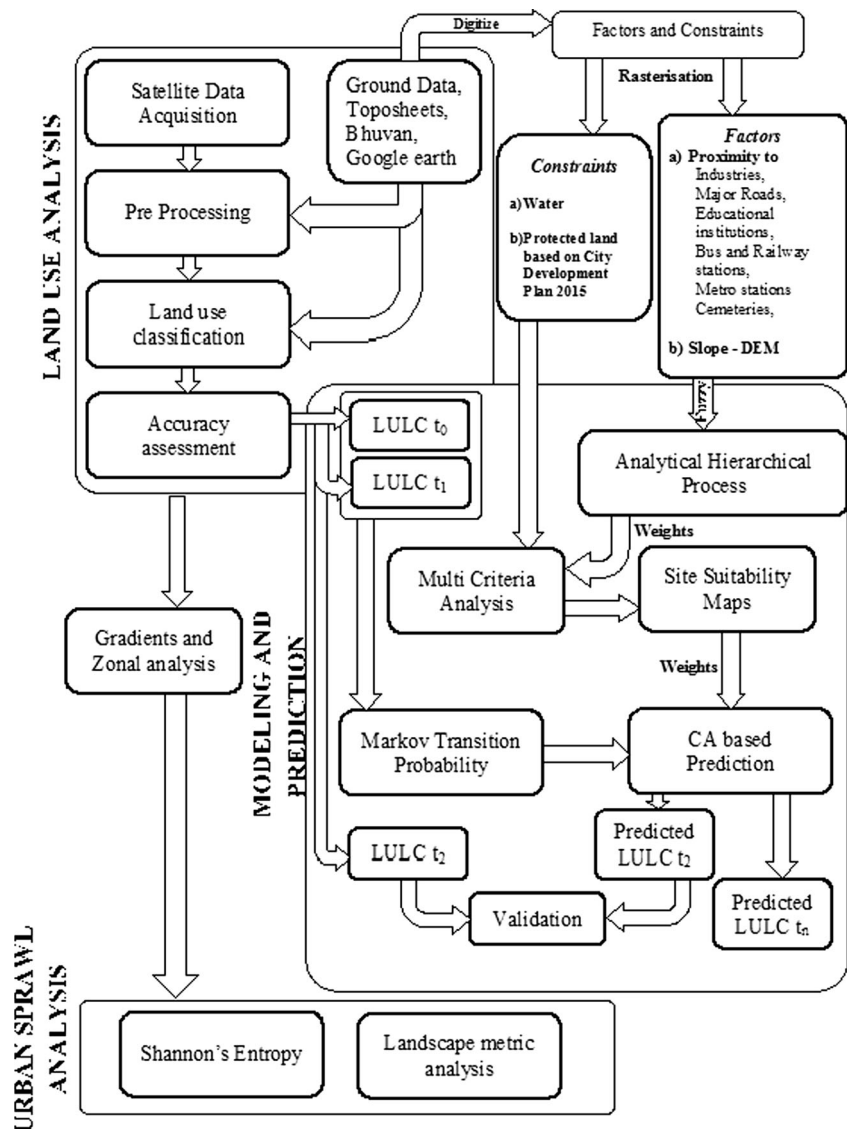 Digitize
Factors and Constraints
Rasterisation
LAND USE ANALYSIS
Satellite Data
Acquisition
Ground Data,
Toposheets,
Bhuvan,
Google earth
Pre Processing
Land use
classification
Accuracy
assessment
Constraints
a) Water
b)Protected land
based on City
Development
Plan 2015
Factors
a) Proximity to
Industries,
Major Roads,
Educational
institutions,
Bus and Railway
stations,
Metro stations
Cemeteries,
b) Slope - DEM
Fuzzy
LULC t0
LULC t1
Analytical Hierarchical
Process
Weights
Multi Criteria
Analysis
Site Suitability
Maps
Weights
Gradients and
Zonal analysis
MODELING AND
PREDICTION
Markov Transition
Probability
CA based
Prediction
LULC t2
Predicted
LULC t2
Validation
Predicted
LULC tn
URBAN SPRAWL
ANALYSIS
Shannon’s Entropy
Landscape metric
analysis